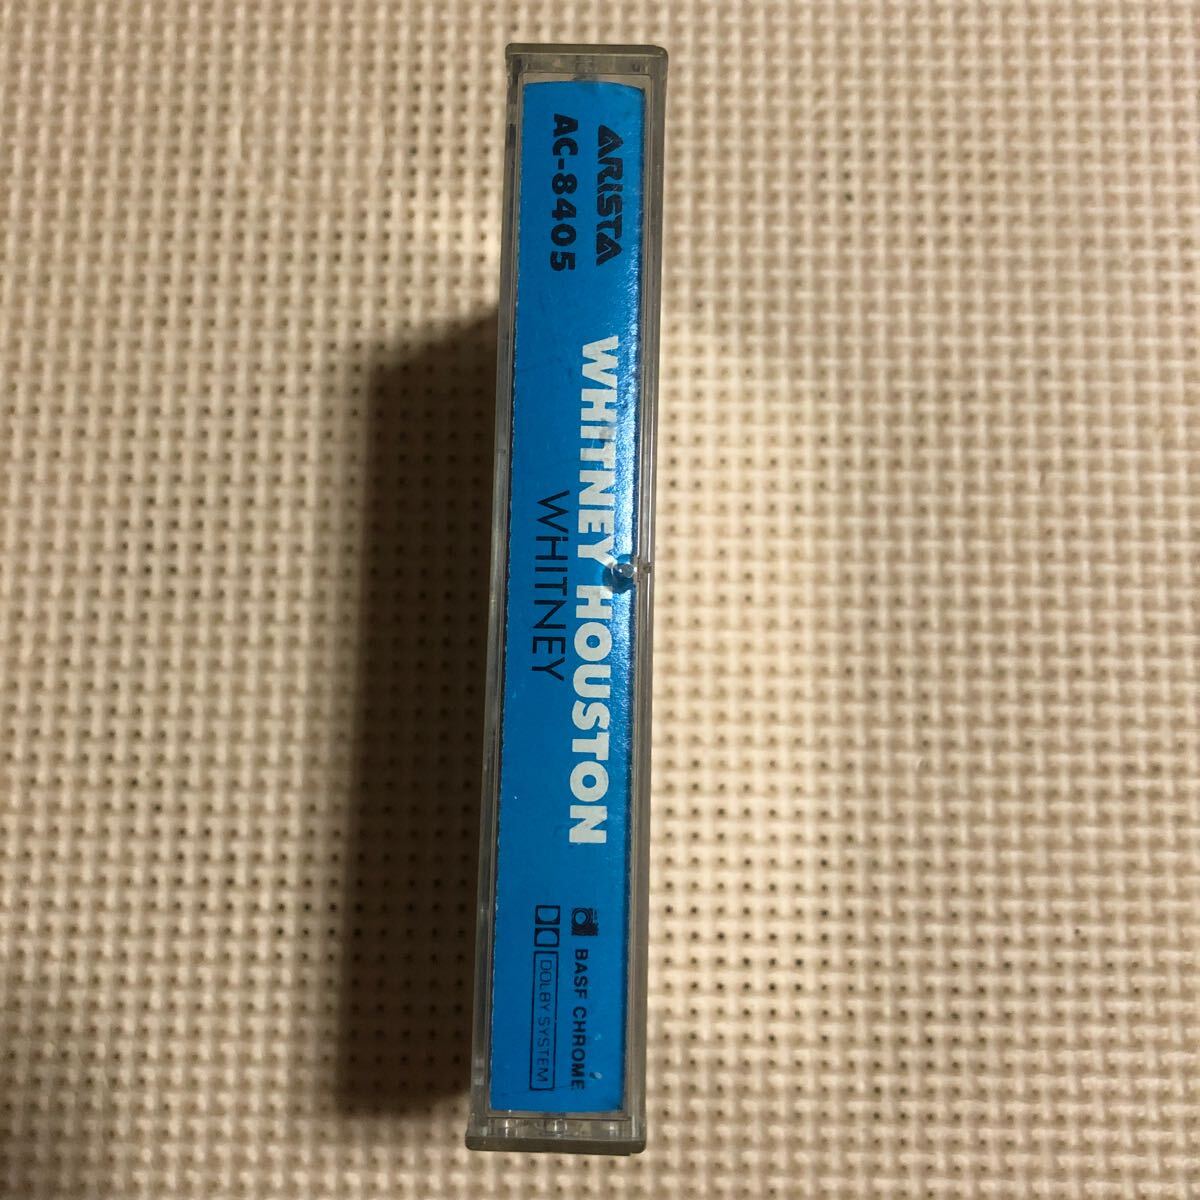 ARISTA
AC-8405
WHITNEY HOUSTON
WHITNEY
BASF CHROME
DOLBY SYSTEM